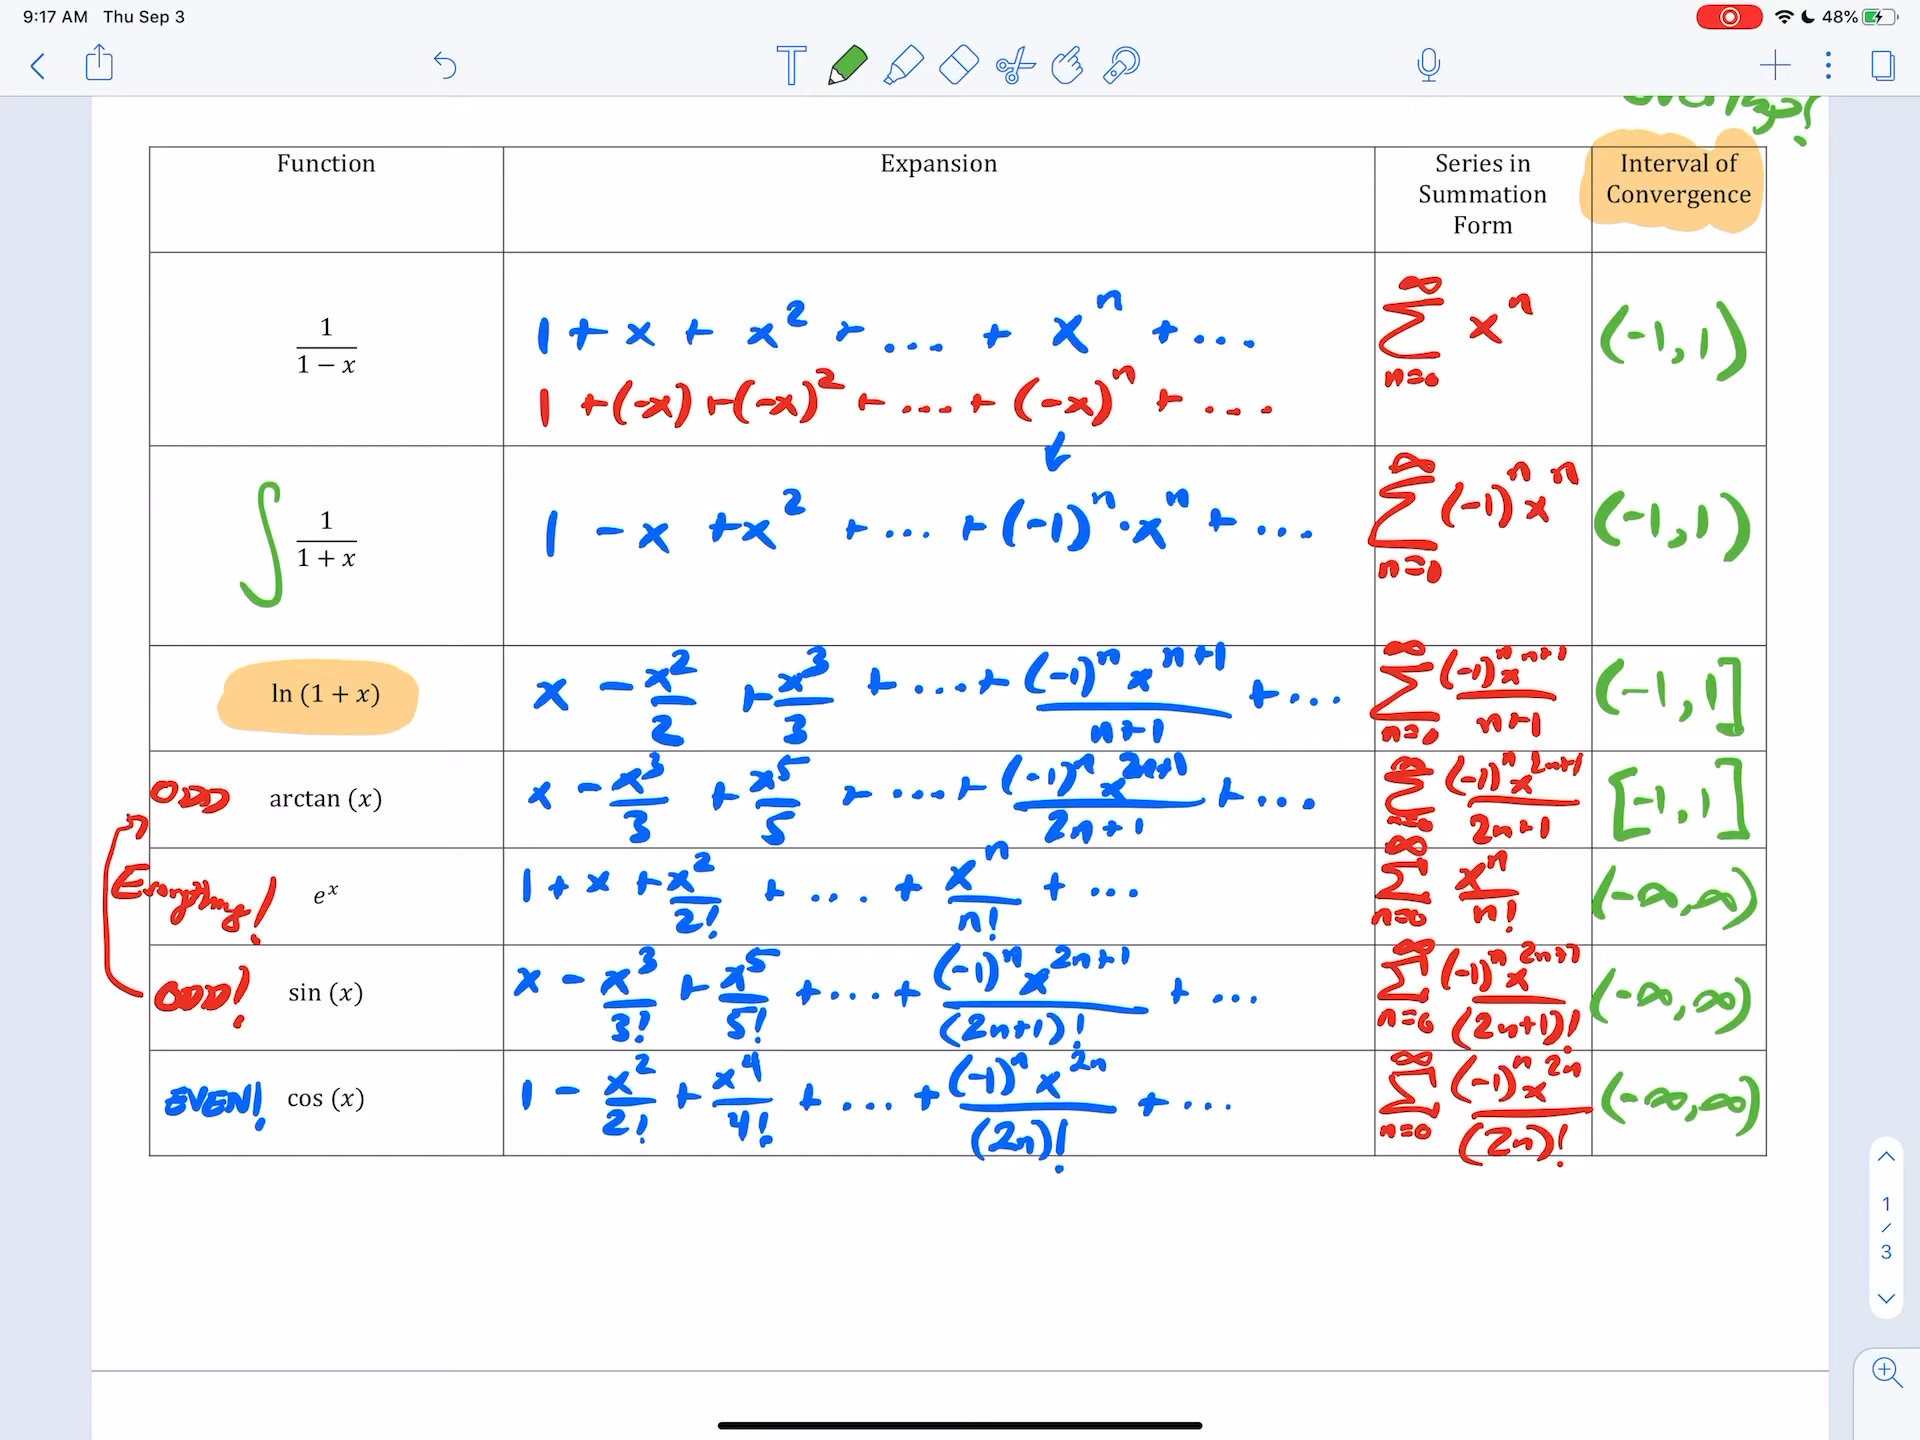 9:17 AM Thu Sep 3
48%
Function Expansion Series in Summation Form Interval of Convergence
1/(1 − x) 1 + x + x² + ... + xⁿ + ... ∑_{n=0}^{∞} xⁿ (-1, 1)
1 + (-x) + (-x)² + ... + (-x)ⁿ + ...
∫ 1/(1 + x) 1 - x + x² + ... + (-1)ⁿ · xⁿ + ... ∑_{n=0}^{∞} (-1)ⁿ xⁿ (-1, 1)
ln (1 + x) x - x²/2 + x³/3 + ... + (-1)ⁿ xⁿ⁺¹/(n+1) + ... ∑_{n=0}^{∞} (-1)ⁿ xⁿ⁺¹/(n+1) (-1, 1]
ODD arctan (x) x - x³/3 + x⁵/5 + ... + (-1)ⁿ x²ⁿ⁺¹/(2n+1) + ... ∑_{n=0}^{∞} (-1)ⁿ x²ⁿ⁺¹/(2n+1) [-1, 1]
Everything! eˣ 1 + x + x²/2! + ... + xⁿ/n! + ... ∑_{n=0}^{∞} xⁿ/n! (-∞, ∞)
ODD! sin (x) x - x³/3! + x⁵/5! + ... + (-1)ⁿ x²ⁿ⁺¹/(2n+1)! + ... ∑_{n=0}^{∞} (-1)ⁿ x²ⁿ⁺¹/(2n+1)! (-∞, ∞)
EVEN! cos (x) 1 - x²/2! + x⁴/4! + ... + (-1)ⁿ x²ⁿ/(2n)! + ... ∑_{n=0}^{∞} (-1)ⁿ x²ⁿ/(2n)! (-∞, ∞)
1
/
3